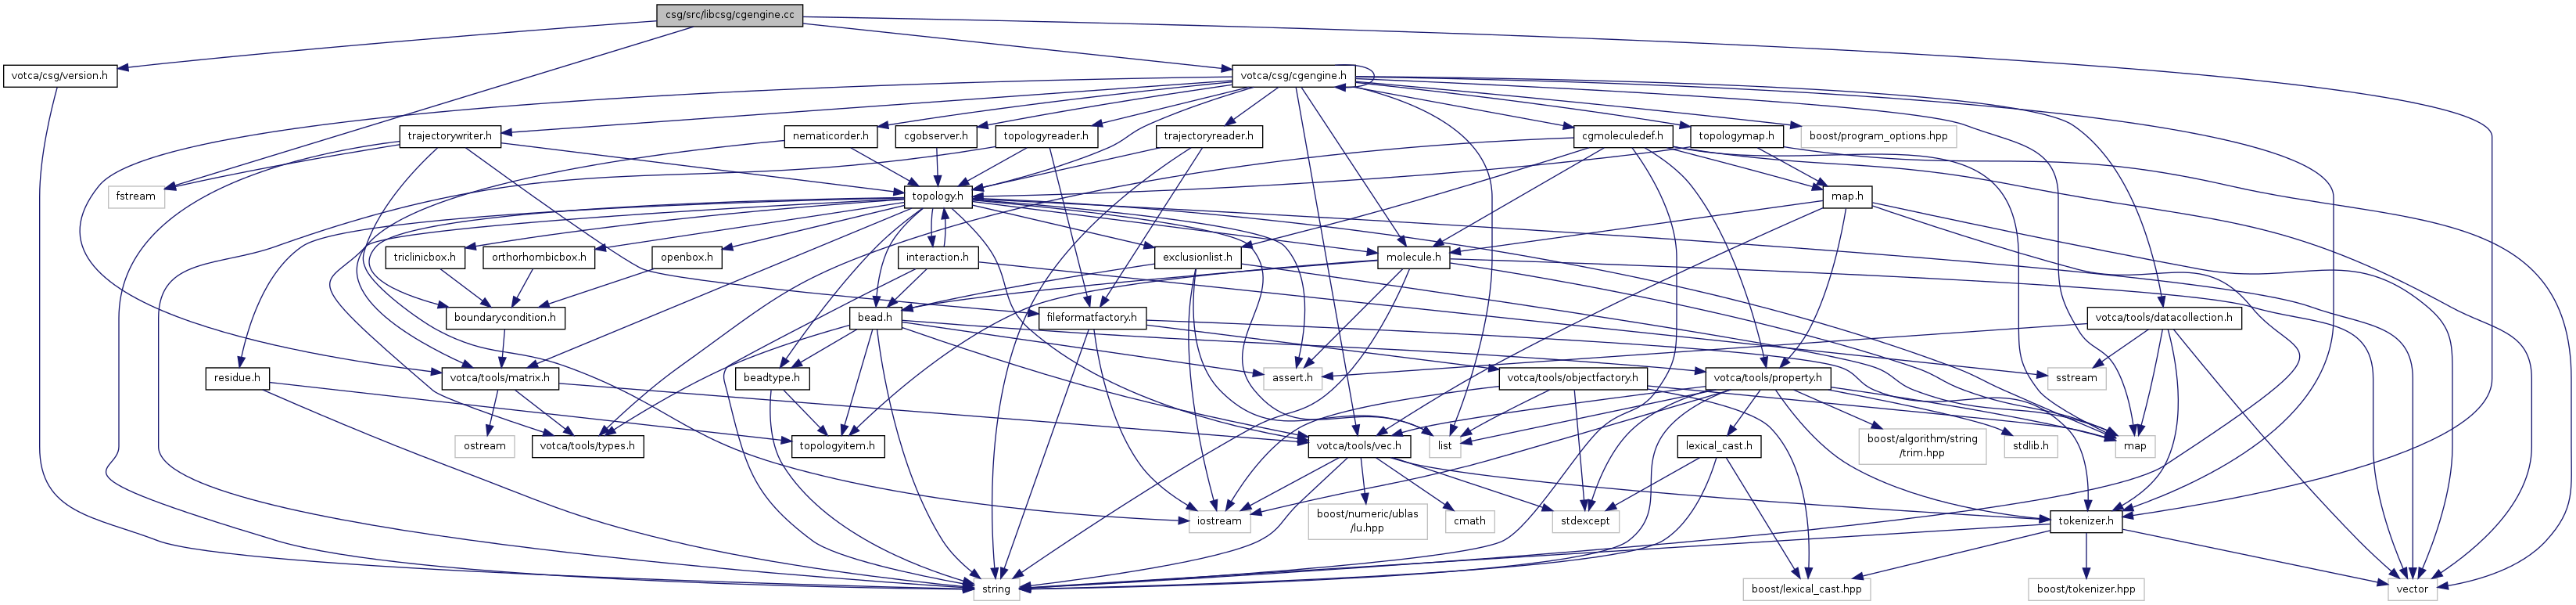 csg/src/libcsg/cgengine.cc
votca/csg/version.h
votca/csg/cgengine.h
trajectorywriter.h
nematicorder.h
cgobserver.h
topologyreader.h
trajectoryreader.h
cgmoleculedef.h
topologymap.h
boost/program_options.hpp
fstream
topology.h
map.h
triclinicbox.h
orthorhombicbox.h
openbox.h
interaction.h
exclusionlist.h
molecule.h
boundarycondition.h
bead.h
fileformatfactory.h
votca/tools/datacollection.h
residue.h
votca/tools/matrix.h
beadtype.h
assert.h
votca/tools/objectfactory.h
votca/tools/property.h
sstream
ostream
votca/tools/types.h
topologyitem.h
votca/tools/vec.h
list
lexical_cast.h
boost/algorithm/string
/trim.hpp
stdlib.h
map
iostream
boost/numeric/ublas
/lu.hpp
cmath
stdexcept
tokenizer.h
string
boost/lexical_cast.hpp
boost/tokenizer.hpp
vector